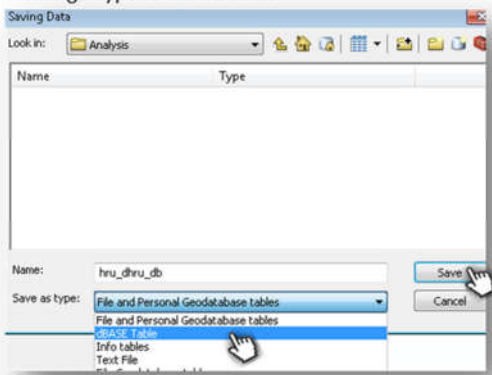 Saving Data
Look in: Analysis
Name Type
Name: hru_dhru_db Save
Save as type: File and Personal Geodatabase tables Cancel
File and Personal Geodatabase tables
dBASE Table
Info tables
Text File